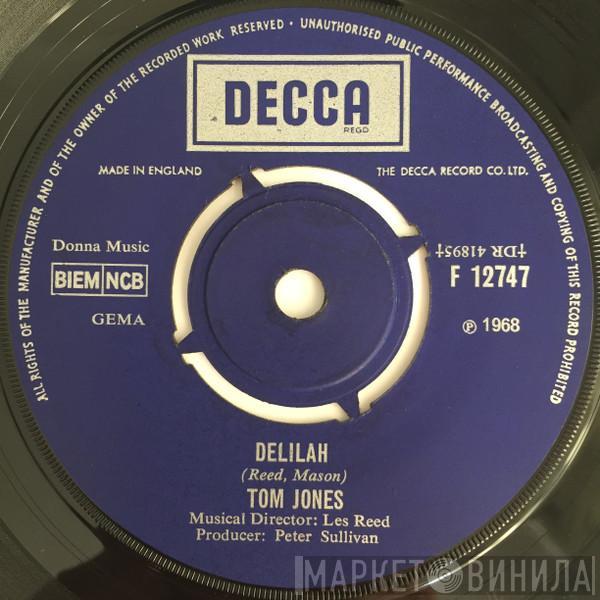 ALL RIGHTS OF THE MANUFACTURER AND OF THE OWNER OF THE RECORDED WORK RESERVED • UNAUTHORISED PUBLIC PERFORMANCE BROADCASTING AND COPYING OF THIS RECORD PROHIBITED
DECCA
REGD
MADE IN ENGLAND
THE DECCA RECORD CO. LTD.
Donna Music
BIEM NCB
GEMA
†DR 41895†
F 12747
℗ 1968
DELILAH
(Reed, Mason)
TOM JONES
Musical Director: Les Reed
Producer: Peter Sullivan
МАРКЕТ ВИНИЛА